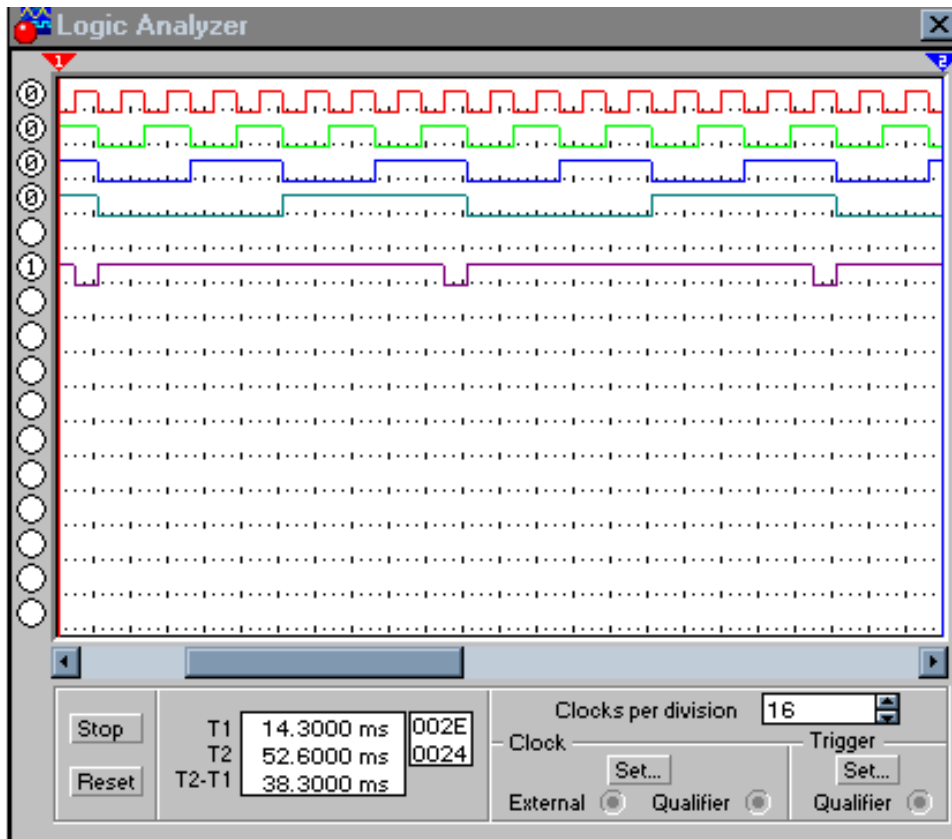 Logic Analyzer
1 2
0
0
0
0
1
Clocks per division 16
Stop T1 14.3000 ms 002E
T2 52.6000 ms 0024
Reset T2-T1 38.3000 ms
Clock Trigger
Set... Set...
External Qualifier Qualifier